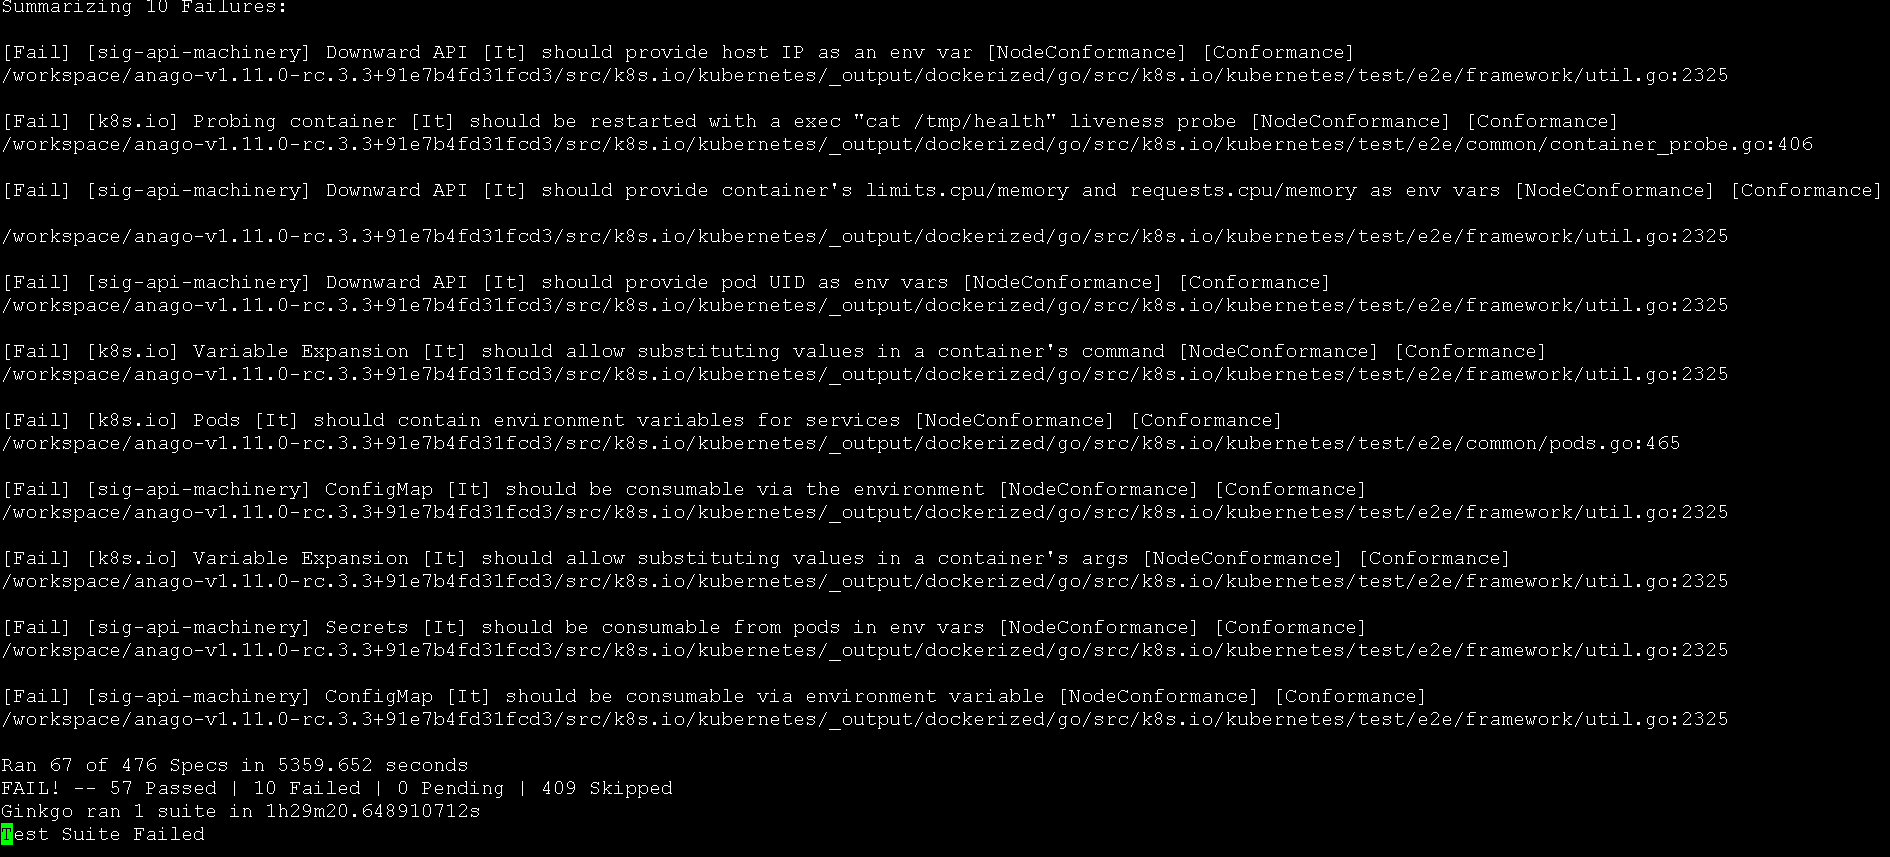 Summarizing 10 Failures:
[Fail] [sig-api-machinery] Downward API [It] should provide host IP as an env var [NodeConformance] [Conformance]
/workspace/anago-v1.11.0-rc.3.3+91e7b4fd31fcd3/src/k8s.io/kubernetes/_output/dockerized/go/src/k8s.io/kubernetes/test/e2e/framework/util.go:2325
[Fail] [k8s.io] Probing container [It] should be restarted with a exec "cat /tmp/health" liveness probe [NodeConformance] [Conformance]
/workspace/anago-v1.11.0-rc.3.3+91e7b4fd31fcd3/src/k8s.io/kubernetes/_output/dockerized/go/src/k8s.io/kubernetes/test/e2e/common/container_probe.go:406
[Fail] [sig-api-machinery] Downward API [It] should provide container's limits.cpu/memory and requests.cpu/memory as env vars [NodeConformance] [Conformance]
/workspace/anago-v1.11.0-rc.3.3+91e7b4fd31fcd3/src/k8s.io/kubernetes/_output/dockerized/go/src/k8s.io/kubernetes/test/e2e/framework/util.go:2325
[Fail] [sig-api-machinery] Downward API [It] should provide pod UID as env vars [NodeConformance] [Conformance]
/workspace/anago-v1.11.0-rc.3.3+91e7b4fd31fcd3/src/k8s.io/kubernetes/_output/dockerized/go/src/k8s.io/kubernetes/test/e2e/framework/util.go:2325
[Fail] [k8s.io] Variable Expansion [It] should allow substituting values in a container's command [NodeConformance] [Conformance]
/workspace/anago-v1.11.0-rc.3.3+91e7b4fd31fcd3/src/k8s.io/kubernetes/_output/dockerized/go/src/k8s.io/kubernetes/test/e2e/framework/util.go:2325
[Fail] [k8s.io] Pods [It] should contain environment variables for services [NodeConformance] [Conformance]
/workspace/anago-v1.11.0-rc.3.3+91e7b4fd31fcd3/src/k8s.io/kubernetes/_output/dockerized/go/src/k8s.io/kubernetes/test/e2e/common/pods.go:465
[Fail] [sig-api-machinery] ConfigMap [It] should be consumable via the environment [NodeConformance] [Conformance]
/workspace/anago-v1.11.0-rc.3.3+91e7b4fd31fcd3/src/k8s.io/kubernetes/_output/dockerized/go/src/k8s.io/kubernetes/test/e2e/framework/util.go:2325
[Fail] [k8s.io] Variable Expansion [It] should allow substituting values in a container's args [NodeConformance] [Conformance]
/workspace/anago-v1.11.0-rc.3.3+91e7b4fd31fcd3/src/k8s.io/kubernetes/_output/dockerized/go/src/k8s.io/kubernetes/test/e2e/framework/util.go:2325
[Fail] [sig-api-machinery] Secrets [It] should be consumable from pods in env vars [NodeConformance] [Conformance]
/workspace/anago-v1.11.0-rc.3.3+91e7b4fd31fcd3/src/k8s.io/kubernetes/_output/dockerized/go/src/k8s.io/kubernetes/test/e2e/framework/util.go:2325
[Fail] [sig-api-machinery] ConfigMap [It] should be consumable via environment variable [NodeConformance] [Conformance]
/workspace/anago-v1.11.0-rc.3.3+91e7b4fd31fcd3/src/k8s.io/kubernetes/_output/dockerized/go/src/k8s.io/kubernetes/test/e2e/framework/util.go:2325
Ran 67 of 476 Specs in 5359.652 seconds
FAIL! -- 57 Passed | 10 Failed | 0 Pending | 409 Skipped
Ginkgo ran 1 suite in 1h29m20.648910712s
Test Suite Failed